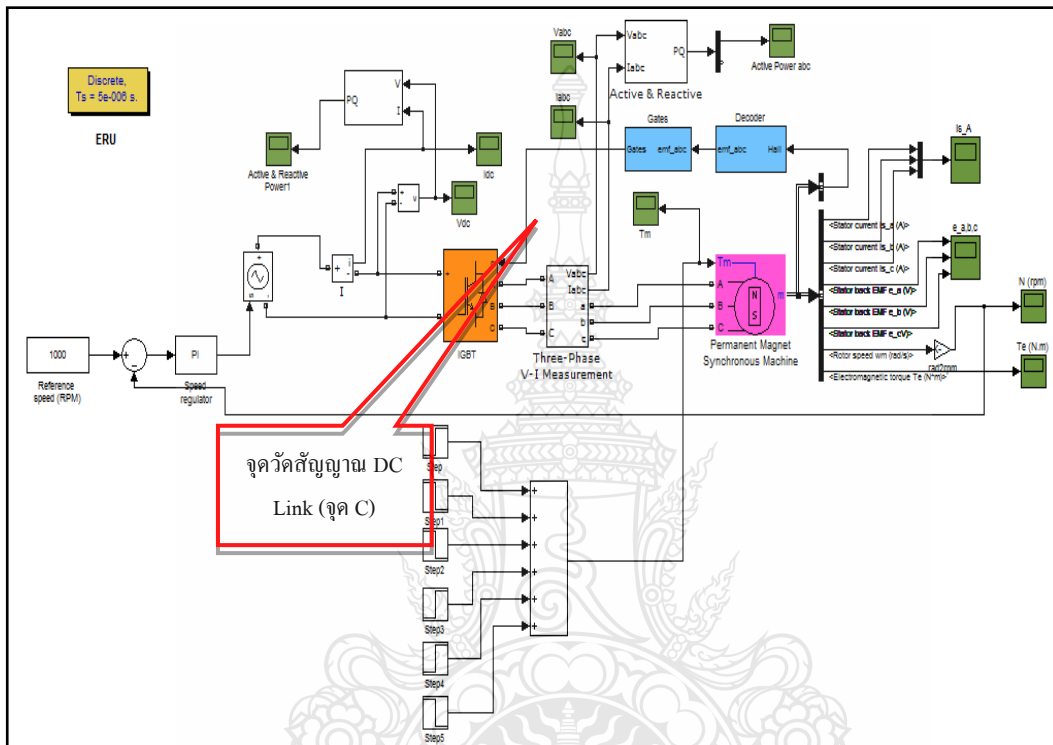 Discrete,
Ts = 5e-006 s.
ERU
PQ
V
I
Active & Reactive
Power1
Idc
v
Vdc
Vabc
Iabc
Vabc
Iabc
PQ
Active & Reactive
Active Power abc
Gates
Gates
emf_abc
Decoder
emf_abc
Hall
Is_A
Tm
<Stator current is_a (A)>
<Stator current is_b (A)>
<Stator current is_c (A)>
<Stator back EMF e_a (V)>
<Stator back EMF e_b (V)>
<Stator back EMF e_cV)>
<Rotor speed wm (rad/s)>
<Electromagnetic torque Te (N*m)>
e_a,b,c
N (rpm)
rad2rpm
Te (N.m)
+
-
i
I
IGBT
A
B
C
Vabc
Iabc
a
b
c
Three-Phase
V-I Measurement
Tm
A
B
C
N
S
m
Permanent Magnet
Synchronous Machine
1000
Reference
speed (RPM)
PI
Speed
regulator
จุดวัดสัญญาณ DC
Link (จุด C)
Step
Step1
Step2
Step3
Step4
Step5